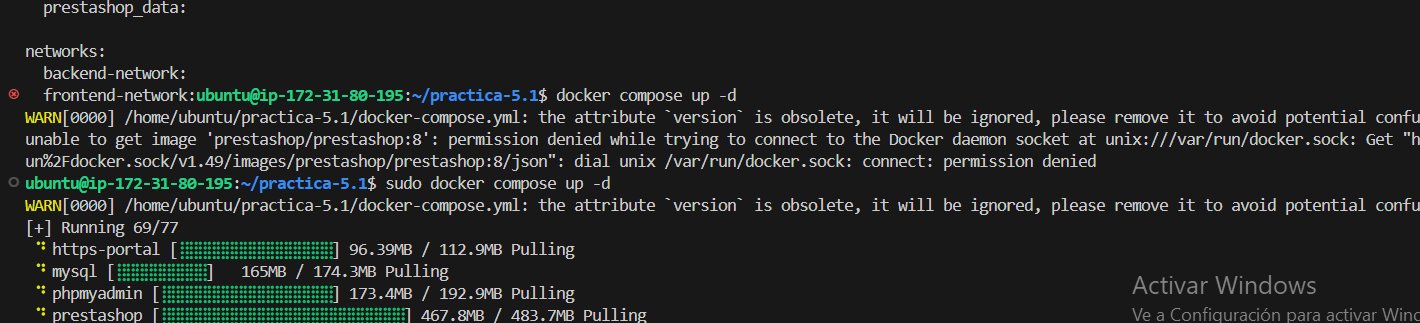 prestashop_data:
networks:
backend-network:
frontend-network:ubuntu@ip-172-31-80-195:~/practica-5.1$ docker compose up -d
WARN[0000] /home/ubuntu/practica-5.1/docker-compose.yml: the attribute `version` is obsolete, it will be ignored, please remove it to avoid potential confu
unable to get image 'prestashop/prestashop:8': permission denied while trying to connect to the Docker daemon socket at unix:///var/run/docker.sock: Get "h
un%2Fdocker.sock/v1.49/images/prestashop/prestashop:8/json": dial unix /var/run/docker.sock: connect: permission denied
ubuntu@ip-172-31-80-195:~/practica-5.1$ sudo docker compose up -d
WARN[0000] /home/ubuntu/practica-5.1/docker-compose.yml: the attribute `version` is obsolete, it will be ignored, please remove it to avoid potential confu
[+] Running 69/77
https-portal [⣿⣿⣿⣿⣿⣿⣿⣿⣿⣿⣿⣿⣿⣿⣿⣿⣿] 96.39MB / 112.9MB Pulling
mysql [⣿⣿⣿⣿⣿⣿⣿⣿⣿⣿] 165MB / 174.3MB Pulling
phpmyadmin [⣿⣿⣿⣿⣿⣿⣿⣿⣿⣿⣿⣿⣿⣿⣿⣿⣿⣿⣿] 173.4MB / 192.9MB Pulling
prestashop [⣿⣿⣿⣿⣿⣿⣿⣿⣿⣿⣿⣿⣿⣿⣿⣿⣿⣿⣿⣿⣿⣿⣿⣿⣿⣿⣿] 467.8MB / 483.7MB Pulling
Activar Windows
Ve a Configuración para activar Winc